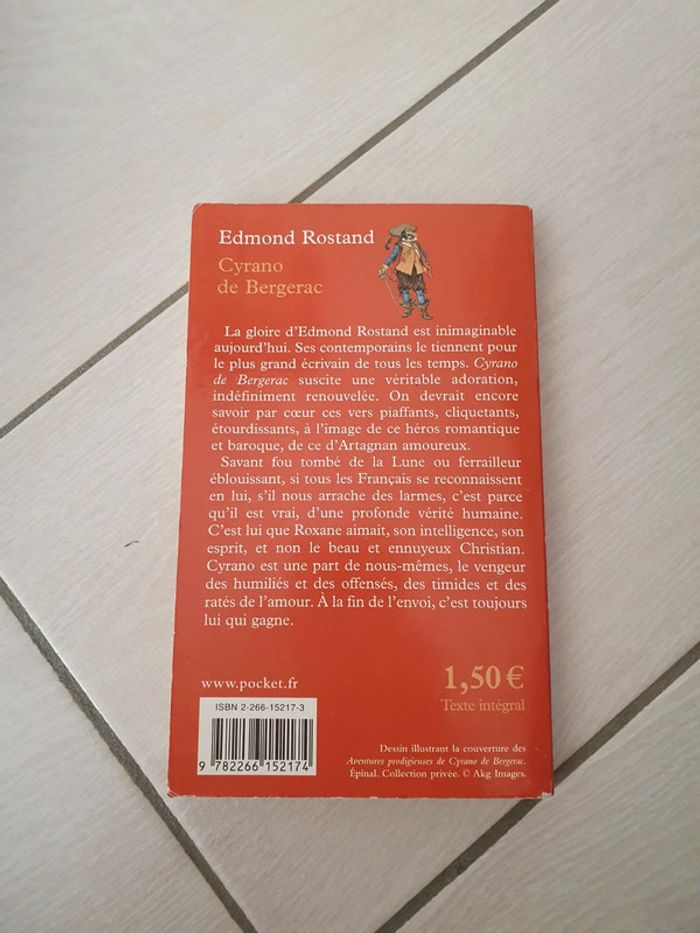 Edmond Rostand
Cyrano
de Bergerac
La gloire d'Edmond Rostand est inimaginable
aujourd'hui. Ses contemporains le tiennent pour
le plus grand écrivain de tous les temps. Cyrano
de Bergerac suscite une véritable adoration,
indéfiniment renouvelée. On devrait encore
savoir par cœur ces vers piaffants, cliquetants,
étourdissants, à l'image de ce héros romantique
et baroque, de ce d'Artagnan amoureux.
Savant fou tombé de la Lune ou ferrailleur
éblouissant, si tous les Français se reconnaissent
en lui, s'il nous arrache des larmes, c'est parce
qu'il est vrai, d'une profonde vérité humaine.
C'est lui que Roxane aimait, son intelligence, son
esprit, et non le beau et ennuyeux Christian.
Cyrano est une part de nous-mêmes, le vengeur
des humiliés et des offensés, des timides et des
ratés de l'amour. À la fin de l'envoi, c'est toujours
lui qui gagne.
www.pocket.fr
1,50 €
Texte intégral
ISBN 2-266-15217-3
9 782266 152174
Dessin illustrant la couverture des
Aventures prodigieuses de Cyrano de Bergerac.
Épinal. Collection privée. © Akg Images.